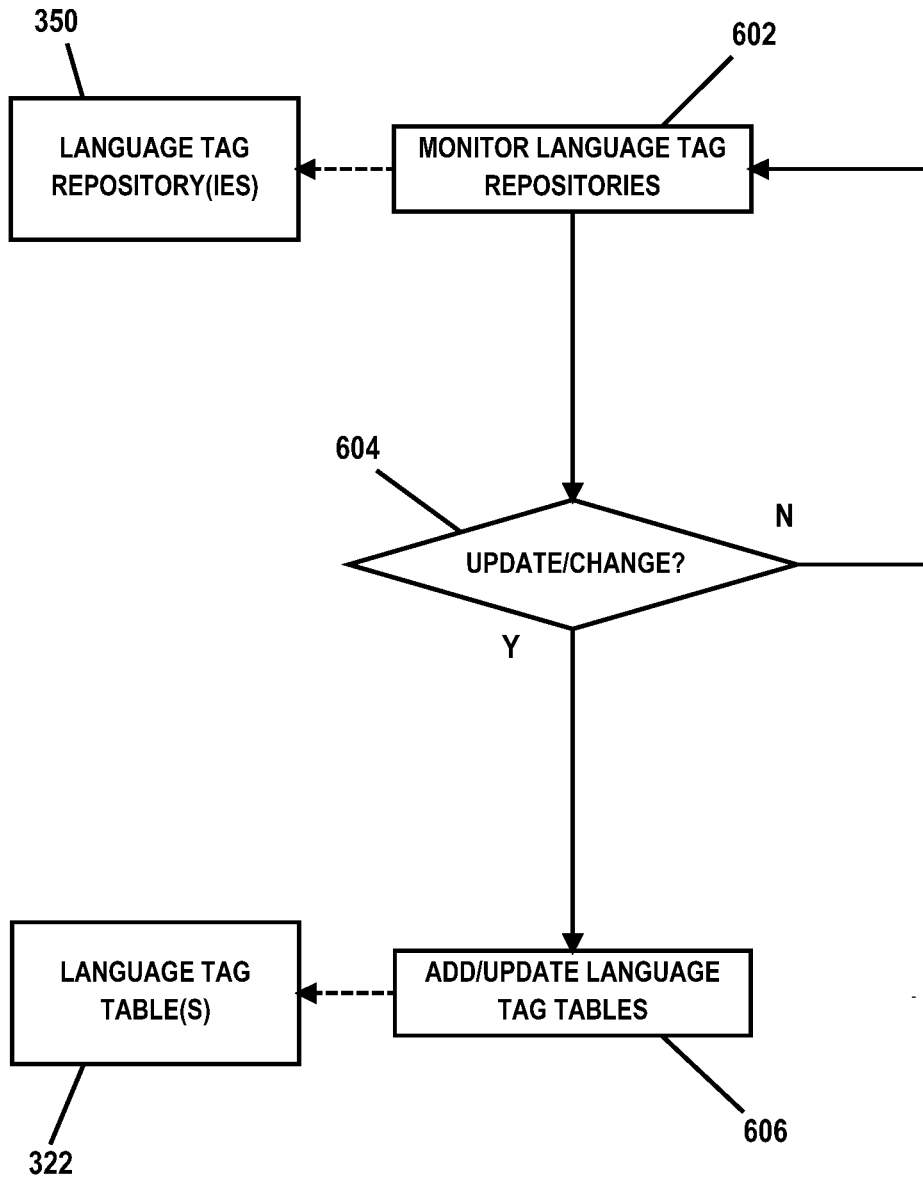 350
602
LANGUAGE TAG
REPOSITORY(IES)
MONITOR LANGUAGE TAG
REPOSITORIES
604
N
UPDATE/CHANGE?
Y
LANGUAGE TAG
TABLE(S)
ADD/UPDATE LANGUAGE
TAG TABLES
606
322